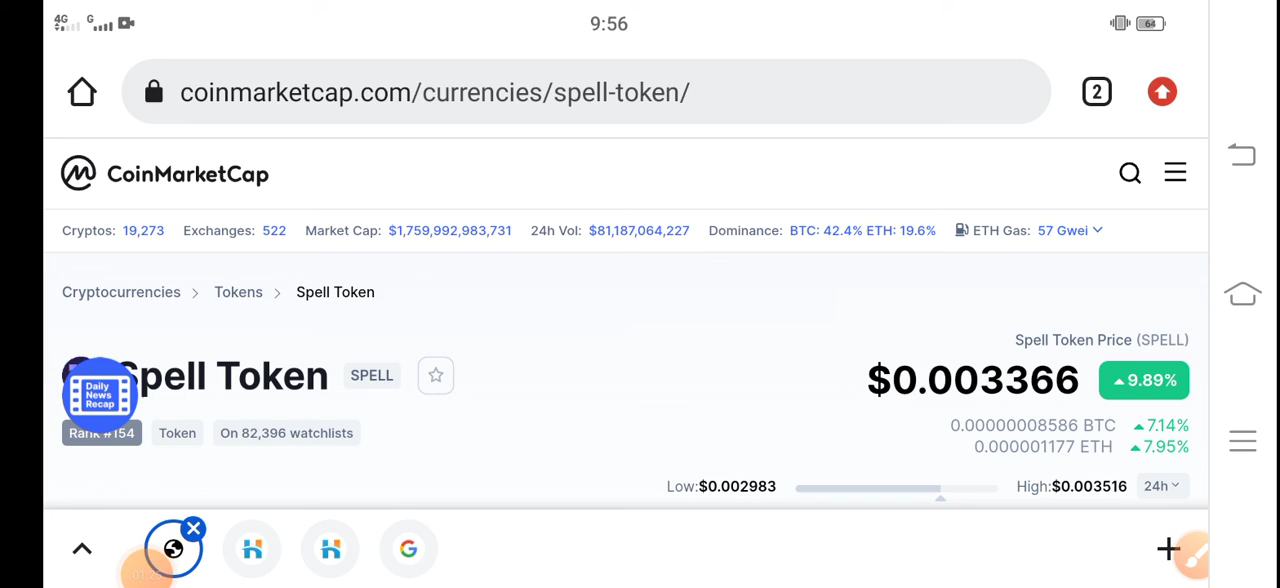 4G G 9:56 64
coinmarketcap.com/currencies/spell-token/ 2
CoinMarketCap
Cryptos: 19,273 Exchanges: 522 Market Cap: $1,759,992,983,731 24h Vol: $81,187,064,227 Dominance: BTC: 42.4% ETH: 19.6% ETH Gas: 57 Gwei
Cryptocurrencies > Tokens > Spell Token
Spell Token Price (SPELL)
Spell Token SPELL $0.003366 9.89%
Daily
News
Recap
0.00000008586 BTC 7.14%
Rank #154 Token On 82,396 watchlists
0.000001177 ETH 7.95%
Low:$0.002983 High:$0.003516 24h